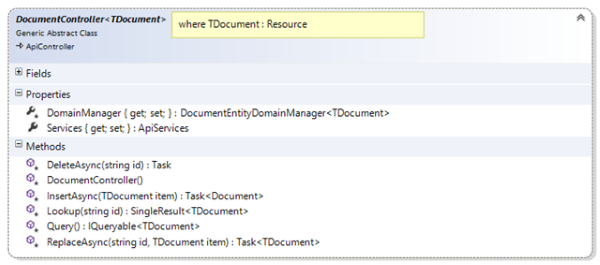 DocumentController<TDocument>
where TDocument : Resource
Generic Abstract Class
ApiController
Fields
Properties
DomainManager { get; set; } : DocumentEntityDomainManager<TDocument>
Services { get; set; } : ApiServices
Methods
DeleteAsync(string id) : Task
DocumentController()
InsertAsync(TDocument item) : Task<Document>
Lookup(string id) : SingleResult<TDocument>
Query() : IQueryable<TDocument>
ReplaceAsync(string id, TDocument item) : Task<TDocument>